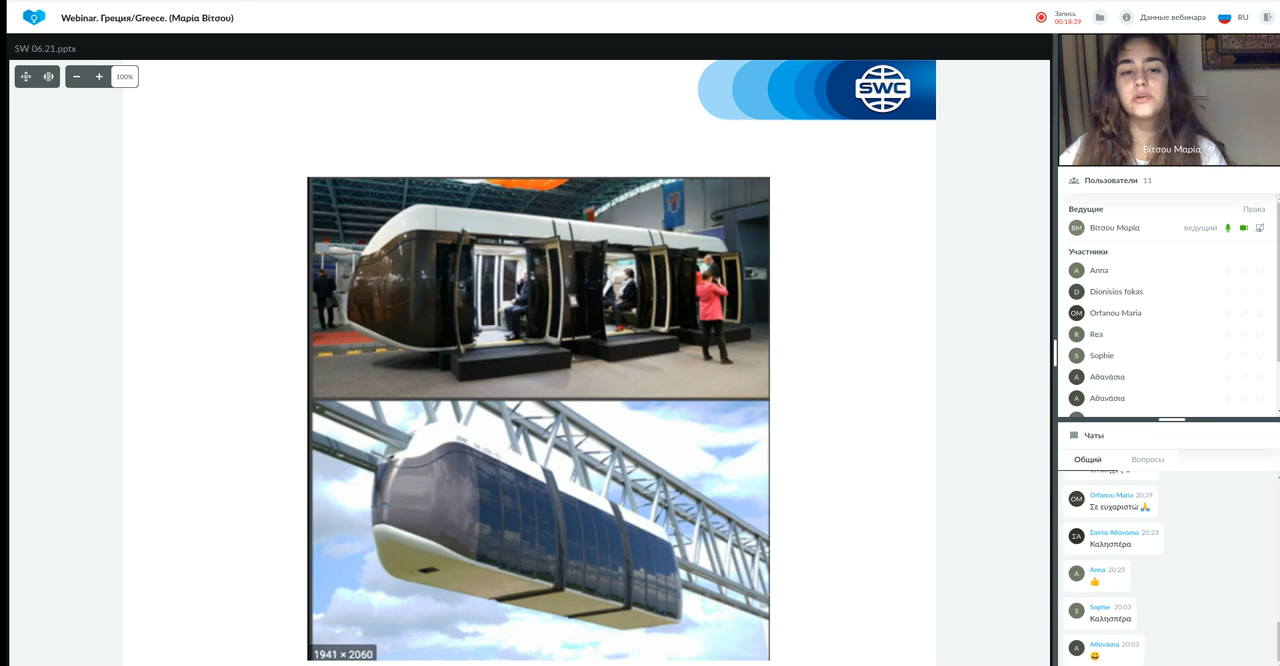 Webinar. Греция/Greece. (Μαρία Βίτσου)
Запись
00:18:39
Данные вебинара
RU
SW 06.21.pptx
100%
SWC
1941 × 2060
Βίτσου Μαρία
Пользователи 11
Ведущие Права
ΒΜ Βίτσου Μαρία ведущий
Участники
A Anna
D Dionisios fokas
OM Orfanou Maria
R Rea
S Sophie
Α Αθανάσια
Α Αθανάσια
Чаты
Общий Вопросы
OM Orfanou Maria 20:39
Σε ευχαριστώ 🙏
ΣΑ Σαντα Αθανάσια 20:23
Καλησπέρα
A Anna 20:25
👍
S Sophie 20:03
Καλησπέρα
Α Αθανάσια 20:03
😃